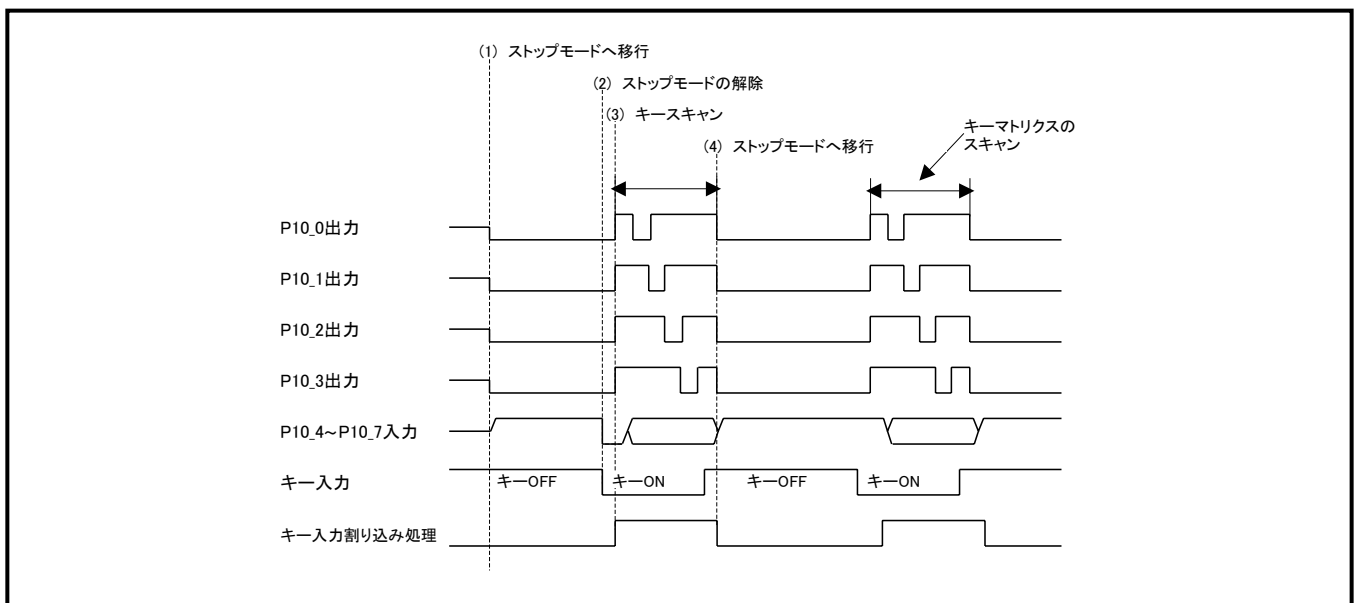 (1) ストップモードへ移行
(2) ストップモードの解除
(3) キースキャン
キーマトリクスの
スキャン
(4) ストップモードへ移行
P10_0出力
P10_1出力
P10_2出力
P10_3出力
P10_4~P10_7入力
キー入力
キーOFF
キーON
キーOFF
キーON
キー入力割り込み処理